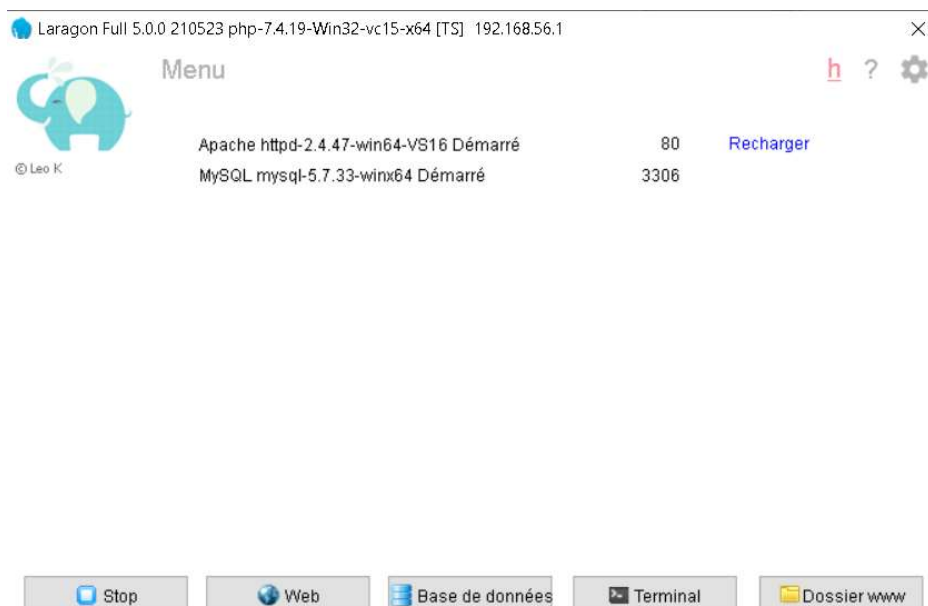 Laragon Full 5.0.0 210523 php-7.4.19-Win32-vc15-x64 [TS] 192.168.56.1
Menu h ?
Apache httpd-2.4.47-win64-VS16 Démarré 80 Recharger
© Leo K
MySQL mysql-5.7.33-winx64 Démarré 3306
Stop Web Base de données Terminal Dossier www